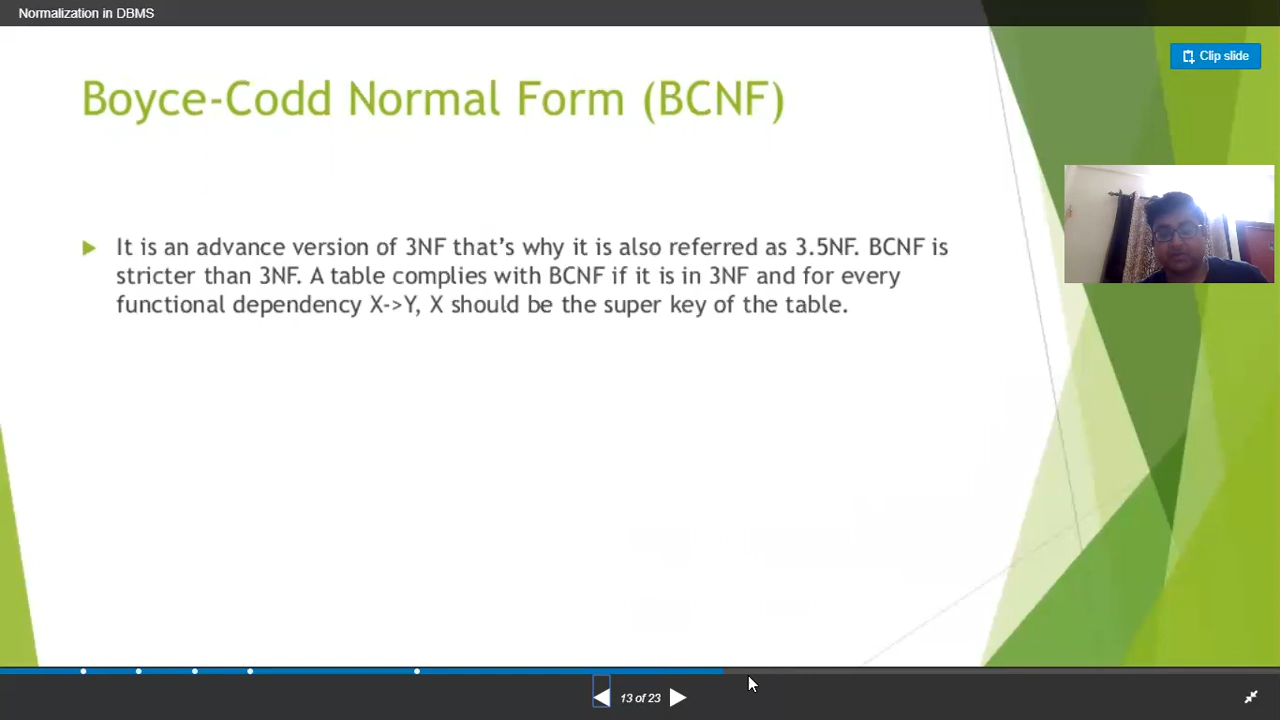 Normalization in DBMS
Clip slide
Boyce-Codd Normal Form (BCNF)
It is an advance version of 3NF that's why it is also referred as 3.5NF. BCNF is
stricter than 3NF. A table complies with BCNF if it is in 3NF and for every
functional dependency X->Y, X should be the super key of the table.
13 of 23